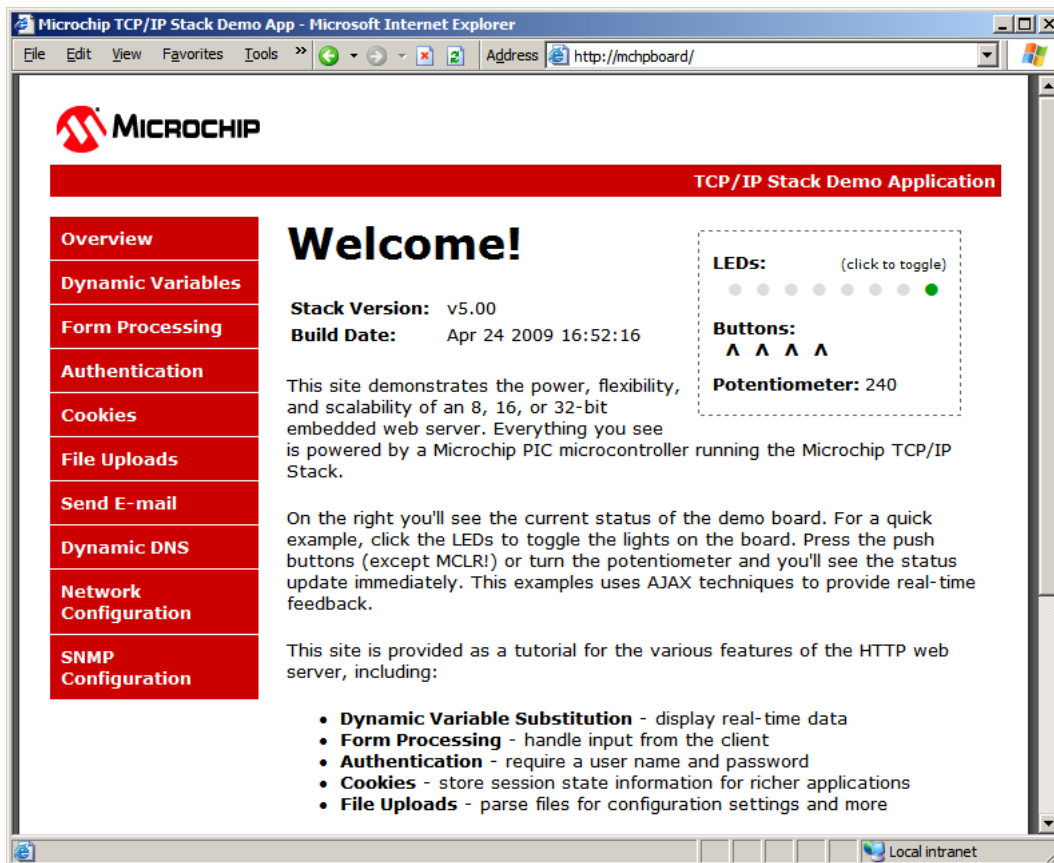 Microchip TCP/IP Stack Demo App - Microsoft Internet Explorer
File Edit View Favorites Tools » Address http://mchpboard/
MICROCHIP
TCP/IP Stack Demo Application
Overview
Dynamic Variables
Form Processing
Authentication
Cookies
File Uploads
Send E-mail
Dynamic DNS
Network
Configuration
SNMP
Configuration
Welcome!
Stack Version: v5.00
Build Date: Apr 24 2009 16:52:16
LEDs: (click to toggle)
Buttons:
Λ Λ Λ Λ
Potentiometer: 240
This site demonstrates the power, flexibility,
and scalability of an 8, 16, or 32-bit
embedded web server. Everything you see
is powered by a Microchip PIC microcontroller running the Microchip TCP/IP
Stack.
On the right you'll see the current status of the demo board. For a quick
example, click the LEDs to toggle the lights on the board. Press the push
buttons (except MCLR!) or turn the potentiometer and you'll see the status
update immediately. This examples uses AJAX techniques to provide real-time
feedback.
This site is provided as a tutorial for the various features of the HTTP web
server, including:
• Dynamic Variable Substitution - display real-time data
• Form Processing - handle input from the client
• Authentication - require a user name and password
• Cookies - store session state information for richer applications
• File Uploads - parse files for configuration settings and more
Local intranet